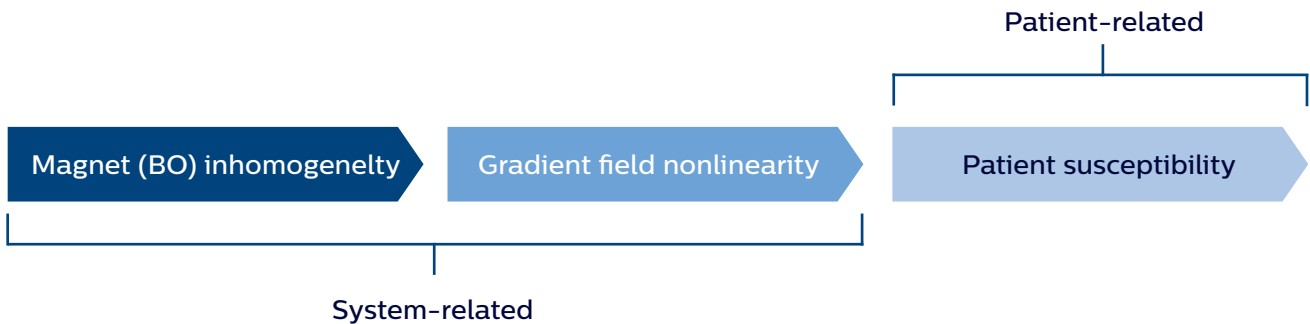 Patient-related
Magnet (BO) inhomogenelty
Gradient field nonlinearity
Patient susceptibility
System-related